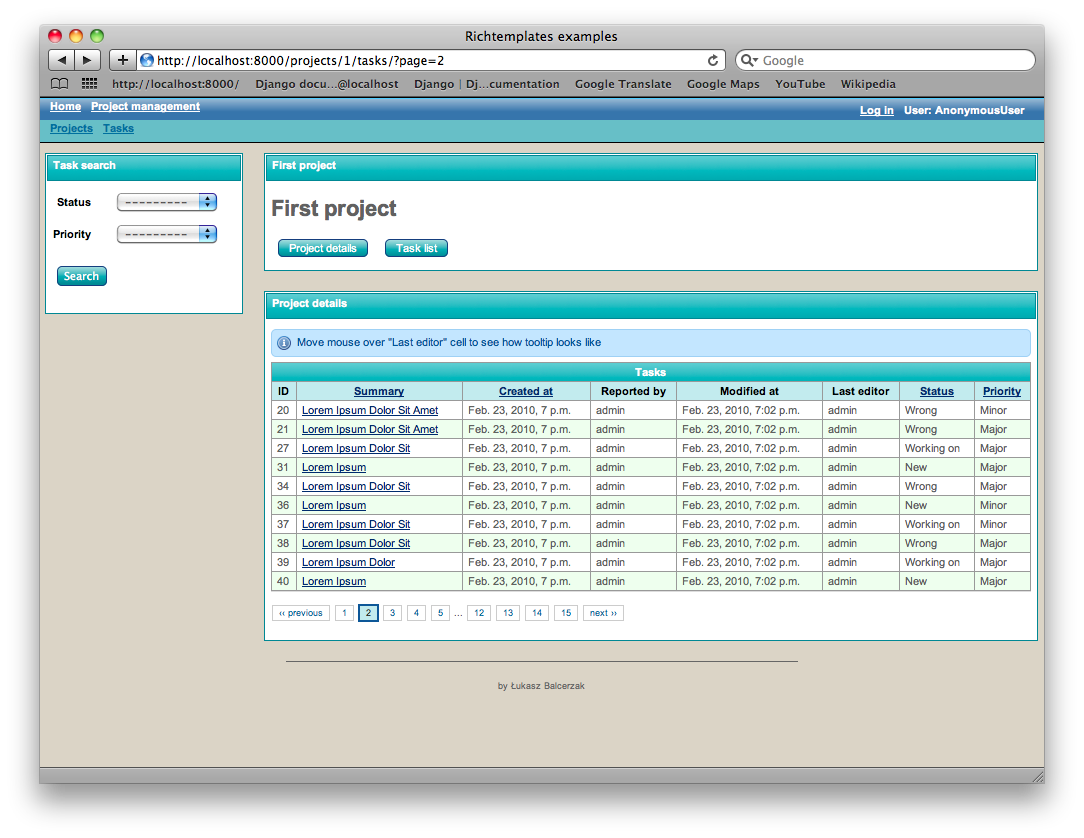 Richtemplates examples
http://localhost:8000/projects/1/tasks/?page=2
Google
http://localhost:8000/ Django docu...@localhost Django | Dj...cumentation Google Translate Google Maps YouTube Wikipedia
Home Project management
Log in User: AnonymousUser
Projects Tasks
Task search
Status ---------
Priority ---------
Search
First project
First project
Project details Task list
Project details
Move mouse over "Last editor" cell to see how tooltip looks like
Tasks
ID Summary Created at Reported by Modified at Last editor Status Priority
20 Lorem Ipsum Dolor Sit Amet Feb. 23, 2010, 7 p.m. admin Feb. 23, 2010, 7:02 p.m. admin Wrong Minor
21 Lorem Ipsum Dolor Sit Amet Feb. 23, 2010, 7 p.m. admin Feb. 23, 2010, 7:02 p.m. admin Wrong Major
27 Lorem Ipsum Dolor Sit Feb. 23, 2010, 7 p.m. admin Feb. 23, 2010, 7:02 p.m. admin Working on Major
31 Lorem Ipsum Feb. 23, 2010, 7 p.m. admin Feb. 23, 2010, 7:02 p.m. admin New Major
34 Lorem Ipsum Dolor Sit Feb. 23, 2010, 7 p.m. admin Feb. 23, 2010, 7:02 p.m. admin Wrong Major
36 Lorem Ipsum Feb. 23, 2010, 7 p.m. admin Feb. 23, 2010, 7:02 p.m. admin New Minor
37 Lorem Ipsum Dolor Sit Feb. 23, 2010, 7 p.m. admin Feb. 23, 2010, 7:02 p.m. admin Working on Minor
38 Lorem Ipsum Dolor Sit Feb. 23, 2010, 7 p.m. admin Feb. 23, 2010, 7:02 p.m. admin Wrong Major
39 Lorem Ipsum Dolor Feb. 23, 2010, 7 p.m. admin Feb. 23, 2010, 7:02 p.m. admin Working on Major
40 Lorem Ipsum Feb. 23, 2010, 7 p.m. admin Feb. 23, 2010, 7:02 p.m. admin New Major
‹‹ previous 1 2 3 4 5 ... 12 13 14 15 next ››
by Łukasz Balcerzak